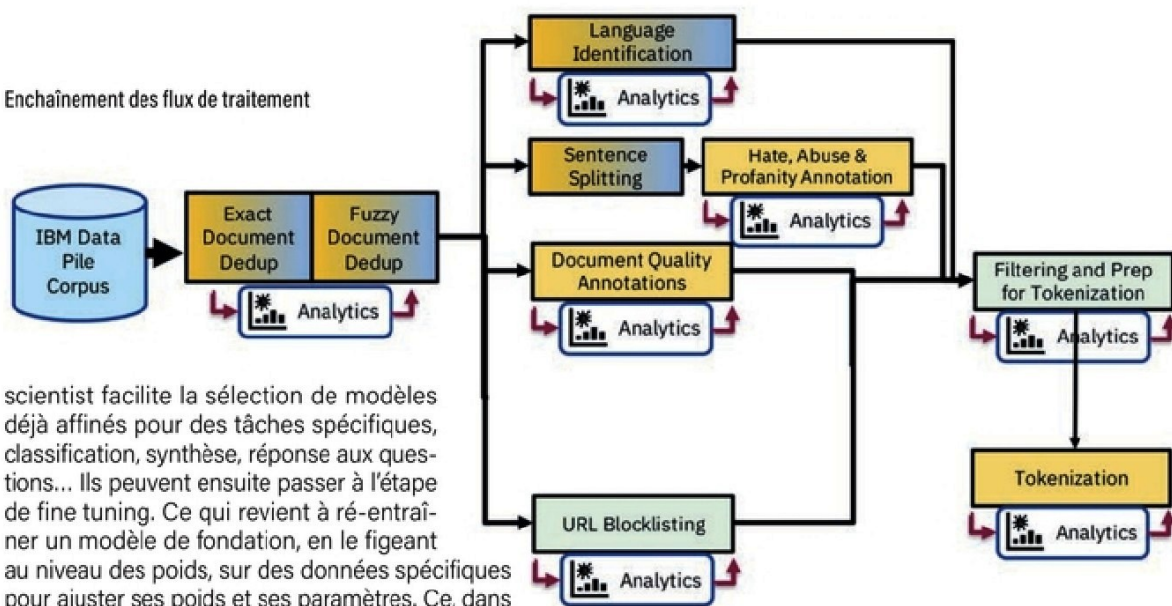 Enchaînement des flux de traitement
IBM Data
Pile
Corpus
Exact
Document
Dedup
Fuzzy
Document
Dedup
Analytics
Language
Identification
Analytics
Sentence
Splitting
Hate, Abuse &
Profanity Annotation
Analytics
Document Quality
Annotations
Analytics
URL Blocklisting
Analytics
Filtering and Prep
for Tokenization
Analytics
Tokenization
Analytics
scientist facilite la sélection de modèles
déjà affinés pour des tâches spécifiques,
classification, synthèse, réponse aux ques-
tions... Ils peuvent ensuite passer à l'étape
de fine tuning. Ce qui revient à ré-entraî-
ner un modèle de fondation, en le figeant
au niveau des poids, sur des données spécifiques
pour ajuster ses poids et ses paramètres. Ce, dans